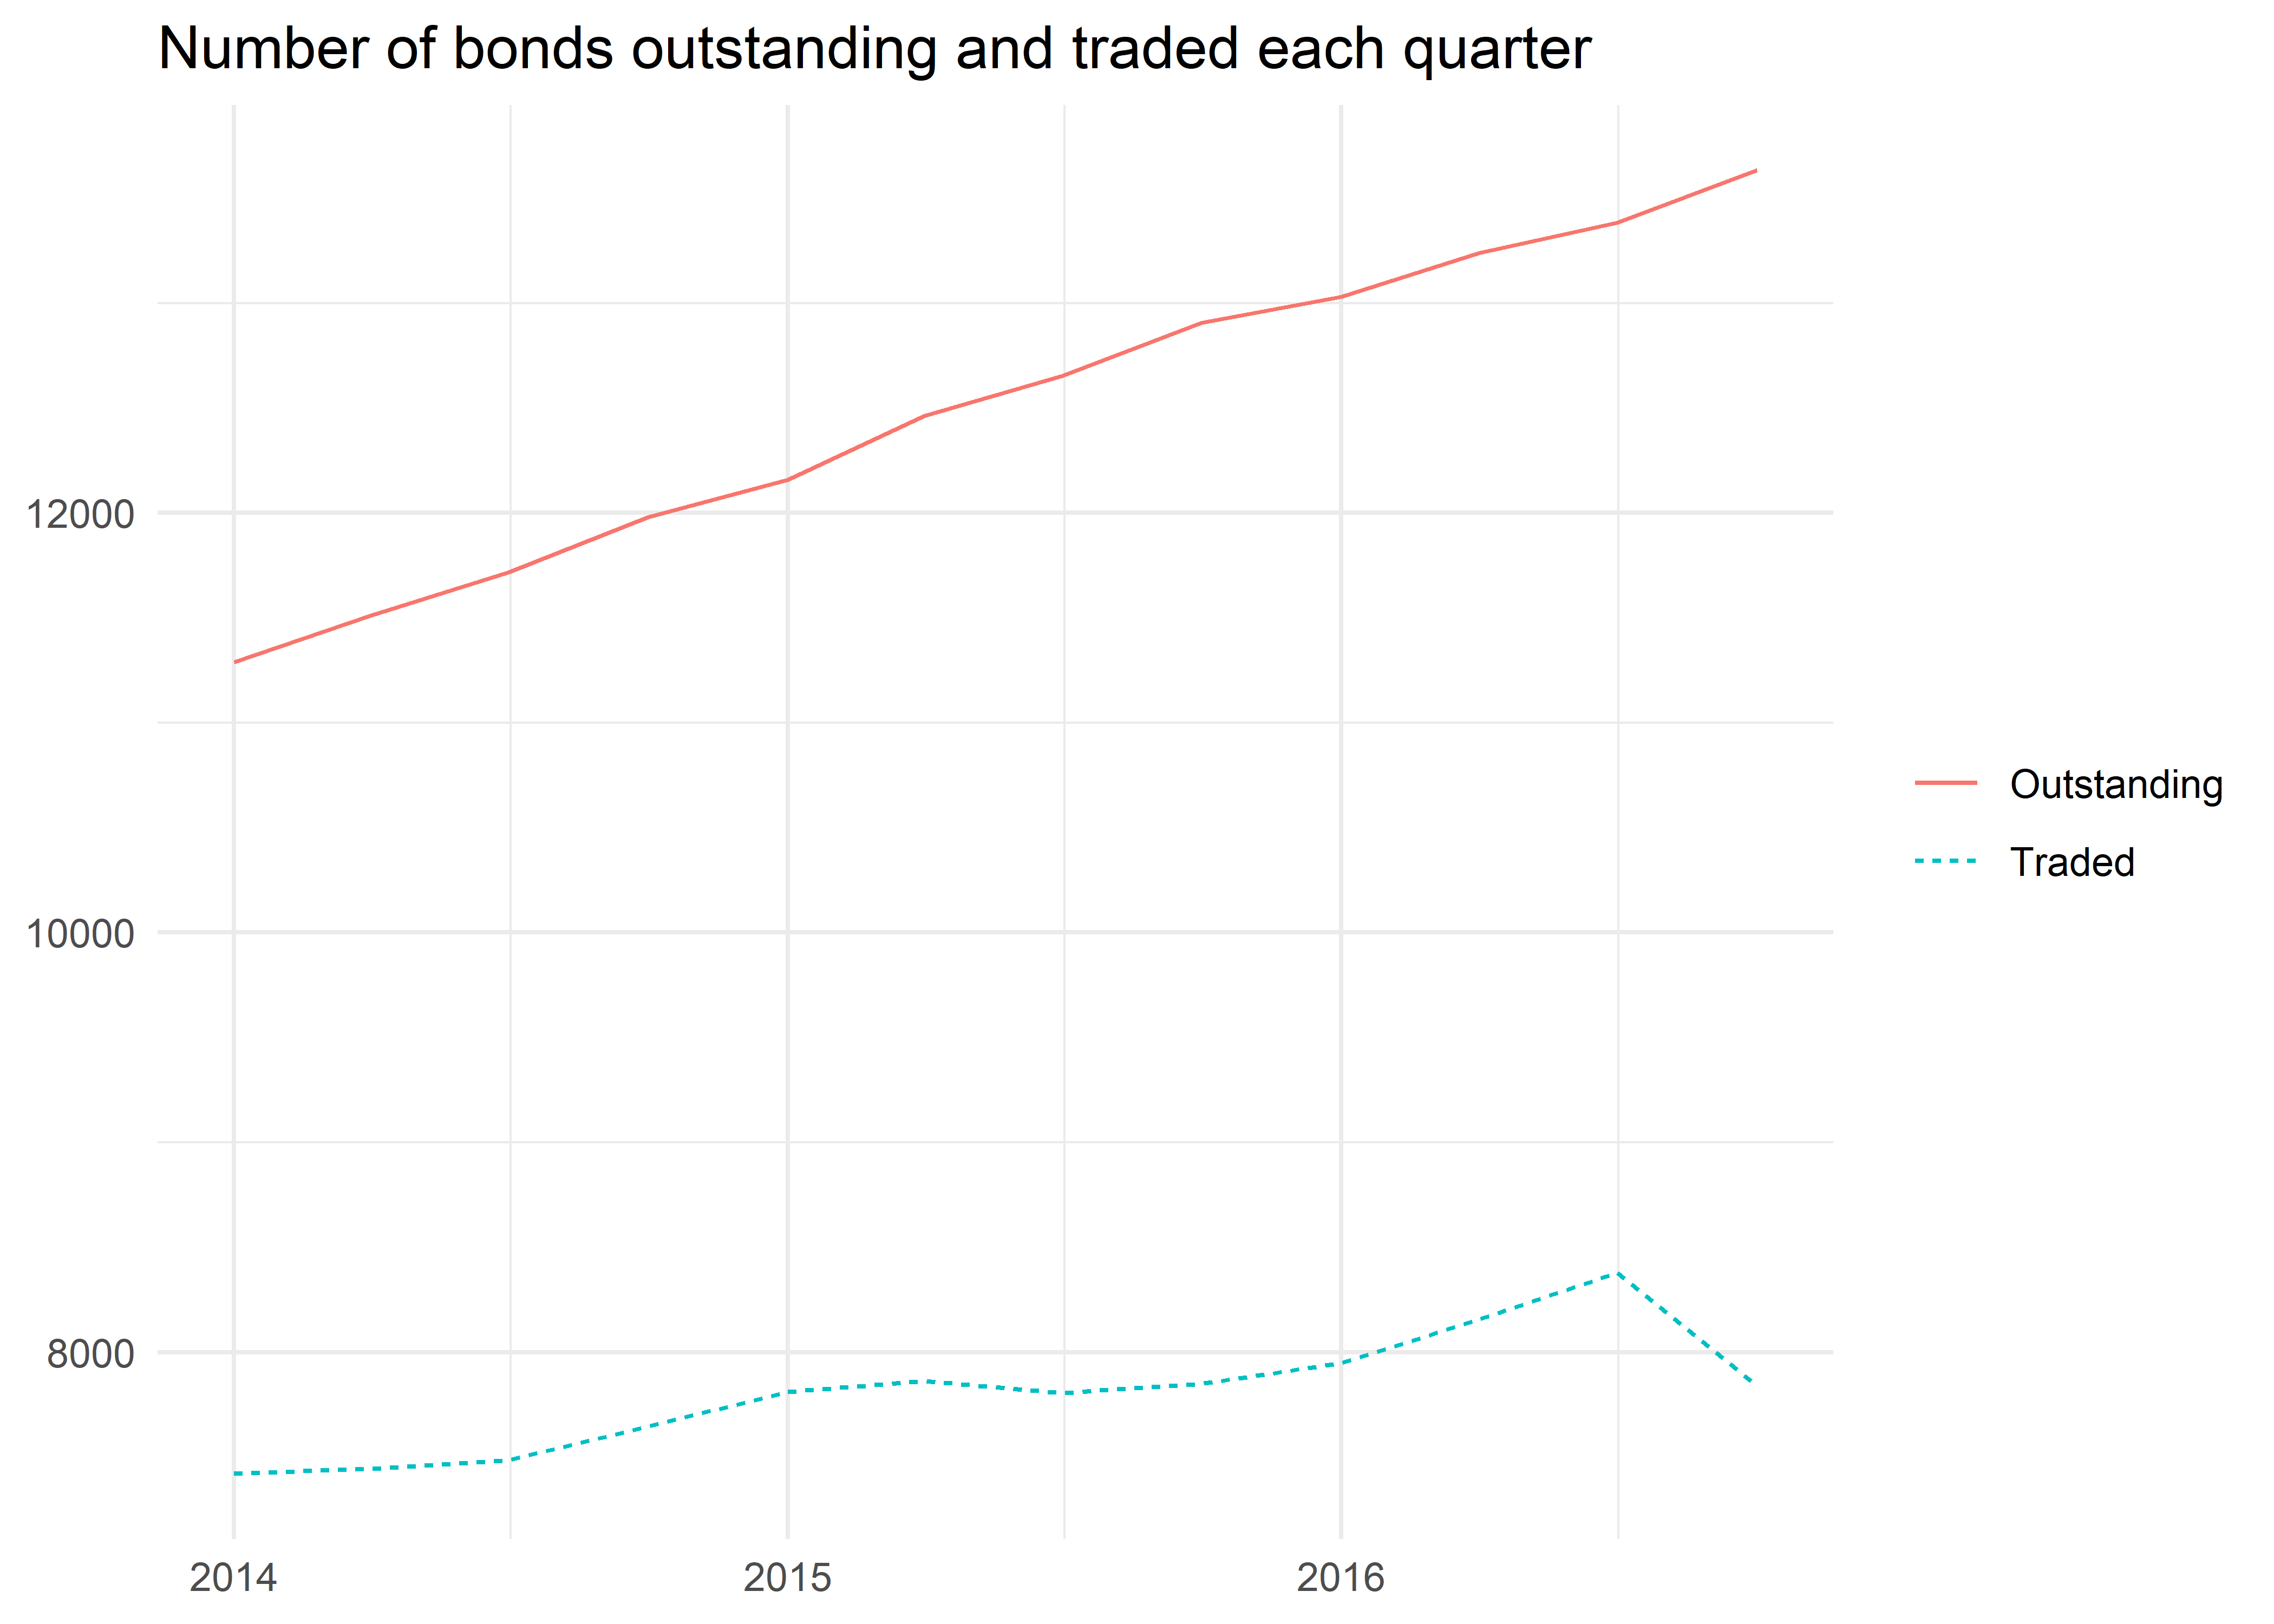 Number of bonds outstanding and traded each quarter
12000
10000
8000
2014 2015 2016
Outstanding
Traded